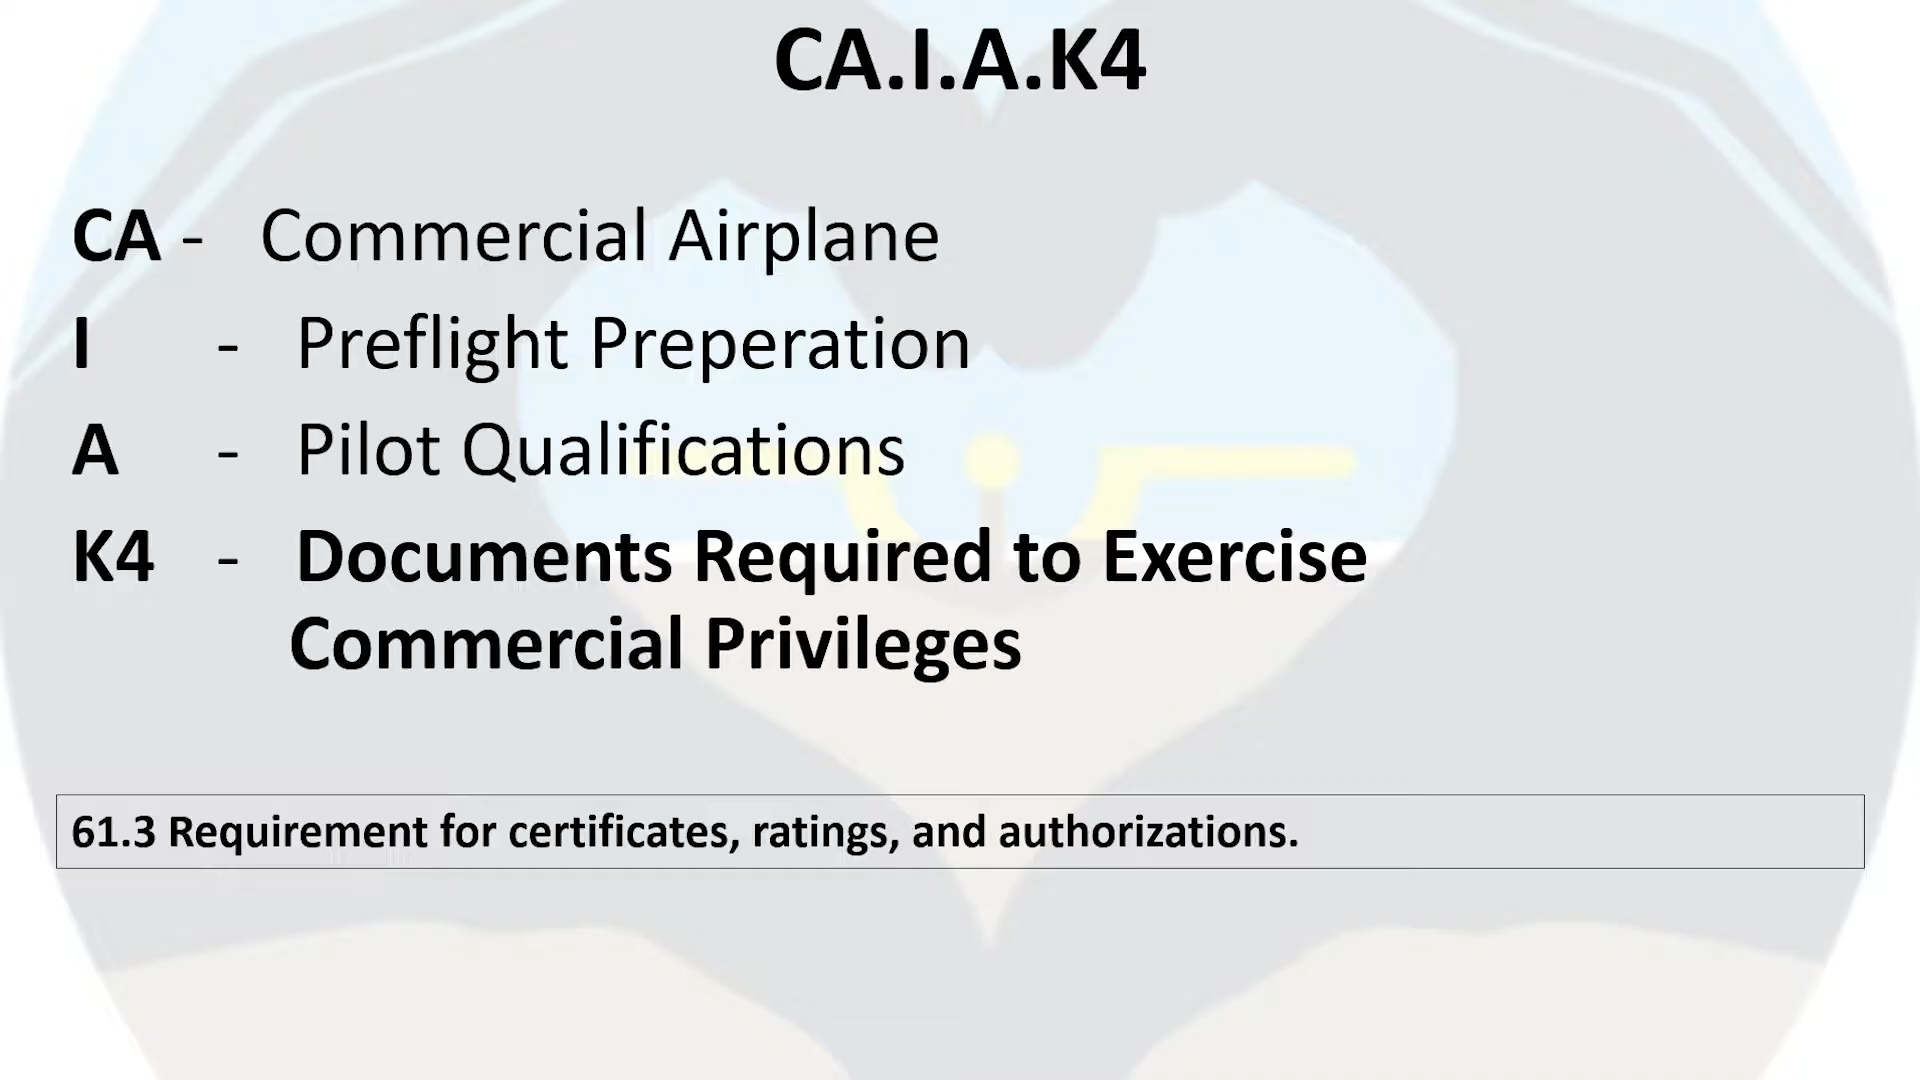 CA.I.A.K4
CA - Commercial Airplane
I - Preflight Preperation
A - Pilot Qualifications
K4 - Documents Required to Exercise
Commercial Privileges
61.3 Requirement for certificates, ratings, and authorizations.